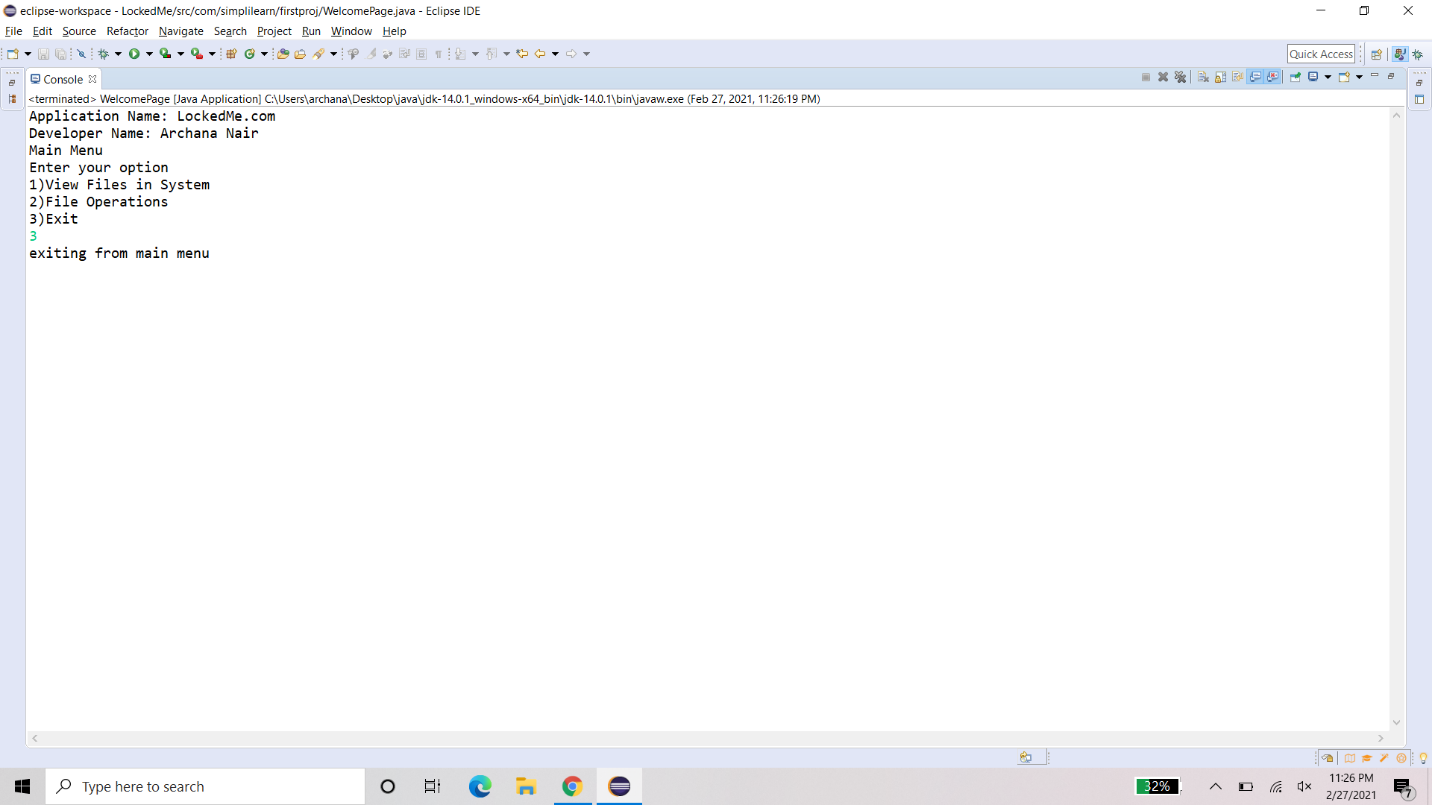 eclipse-workspace - LockedMe/src/com/simplilearn/firstproj/WelcomePage.java - Eclipse IDE
File Edit Source Refactor Navigate Search Project Run Window Help
Quick Access
Console
<terminated> WelcomePage [Java Application] C:\Users\archana\Desktop\java\jdk-14.0.1_windows-x64_bin\jdk-14.0.1\bin\javaw.exe (Feb 27, 2021, 11:26:19 PM)
Application Name: LockedMe.com
Developer Name: Archana Nair
Main Menu
Enter your option
1)View Files in System
2)File Operations
3)Exit
3
exiting from main menu
Type here to search
32%
11:26 PM
2/27/2021
7